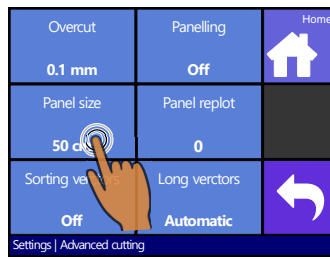 Overcut
0.1 mm
Panelling
Off
Home
Panel size
50
Panel replot
0
Sorting
Off
Long verctors
Automatic
Settings | Advanced cutting